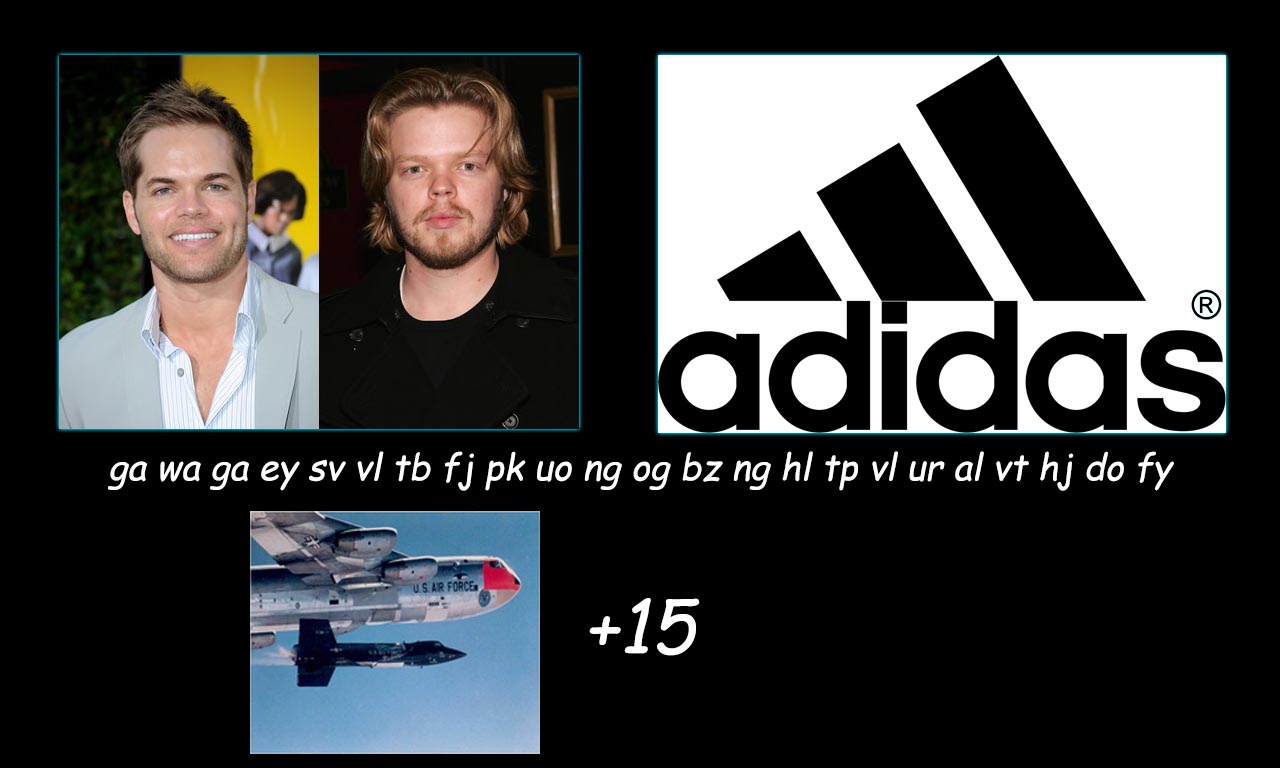 adidas ®
ga wa ga ey sv vl tb fj pk uo ng og bz ng hl tp vl ur al vt hj do fy
U.S. AIR FORCE
+15